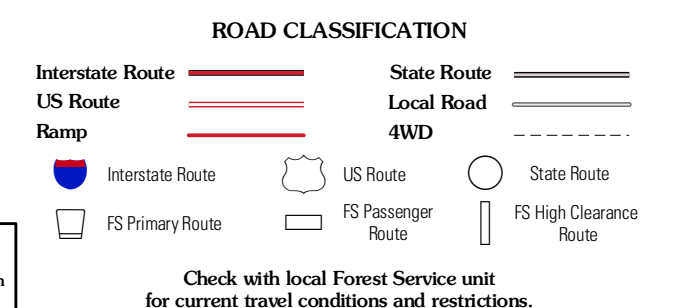 ROAD CLASSIFICATION
Interstate Route
State Route
US Route
Local Road
Ramp
4WD
Interstate Route
US Route
State Route
FS Primary Route
FS Passenger
Route
FS High Clearance
Route
Check with local Forest Service unit
for current travel conditions and restrictions.